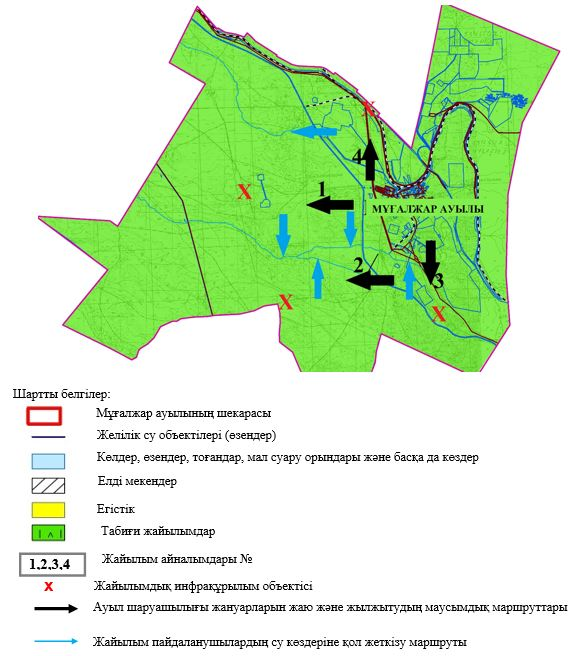 X
4
1
X
МҰҒАЛЖАР АУЫЛЫ
2
3
X
X
Шартты белгілер:
Мұғалжар ауылының шекарасы
Желілік су объектілері (өзендер)
Көлдер, өзендер, тоғандар, мал суару орындары және басқа да көздер
Елді мекендер
Егістік
Табиғи жайылымдар
1,2,3,4 Жайылым айналымдары №
X Жайылымдық инфрақұрылым объектісі
Ауыл шаруашылығы жануарларын жаю және жылжытудың маусымдық маршруттары
Жайылым пайдаланушылардың су көздеріне қол жеткізу маршруты